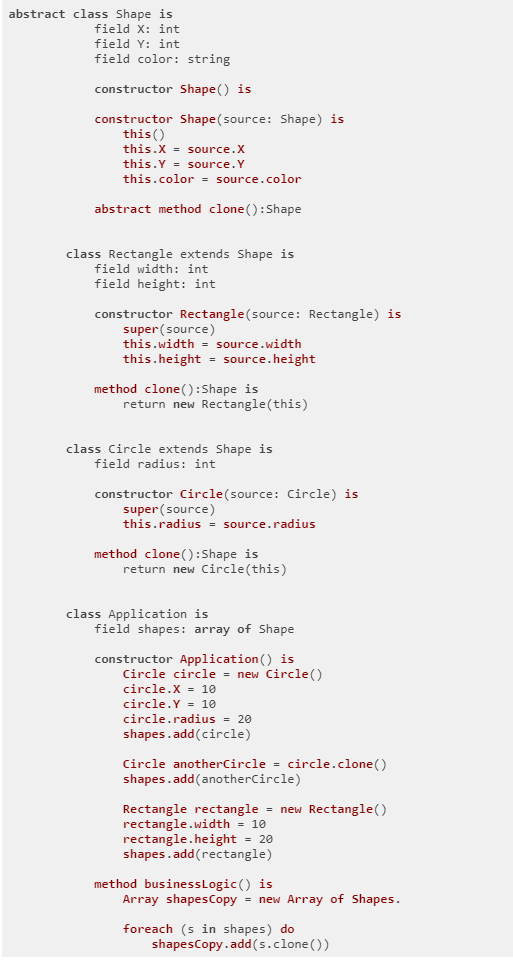 abstract class Shape is
field X: int
field Y: int
field color: string
constructor Shape() is
constructor Shape(source: Shape) is
this()
this.X = source.X
this.Y = source.Y
this.color = source.color
abstract method clone():Shape
class Rectangle extends Shape is
field width: int
field height: int
constructor Rectangle(source: Rectangle) is
super(source)
this.width = source.width
this.height = source.height
method clone():Shape is
return new Rectangle(this)
class Circle extends Shape is
field radius: int
constructor Circle(source: Circle) is
super(source)
this.radius = source.radius
method clone():Shape is
return new Circle(this)
class Application is
field shapes: array of Shape
constructor Application() is
Circle circle = new Circle()
circle.X = 10
circle.Y = 10
circle.radius = 20
shapes.add(circle)
Circle anotherCircle = circle.clone()
shapes.add(anotherCircle)
Rectangle rectangle = new Rectangle()
rectangle.width = 10
rectangle.height = 20
shapes.add(rectangle)
method businessLogic() is
Array shapesCopy = new Array of Shapes.
foreach (s in shapes) do
shapesCopy.add(s.clone())